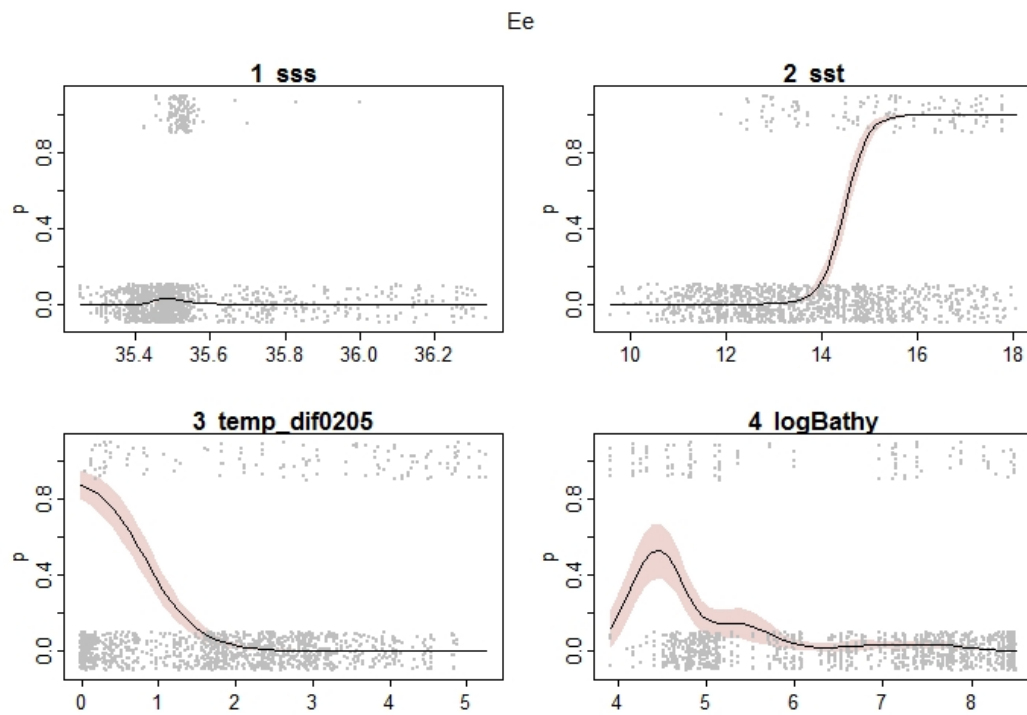 Ee
1 sss
p
0.0 0.4 0.8
35.4 35.6 35.8 36.0 36.2
2 sst
p
0.0 0.4 0.8
10 12 14 16 18
3 temp_dif0205
p
0.0 0.4 0.8
0 1 2 3 4 5
4 logBathy
p
0.0 0.4 0.8
4 5 6 7 8